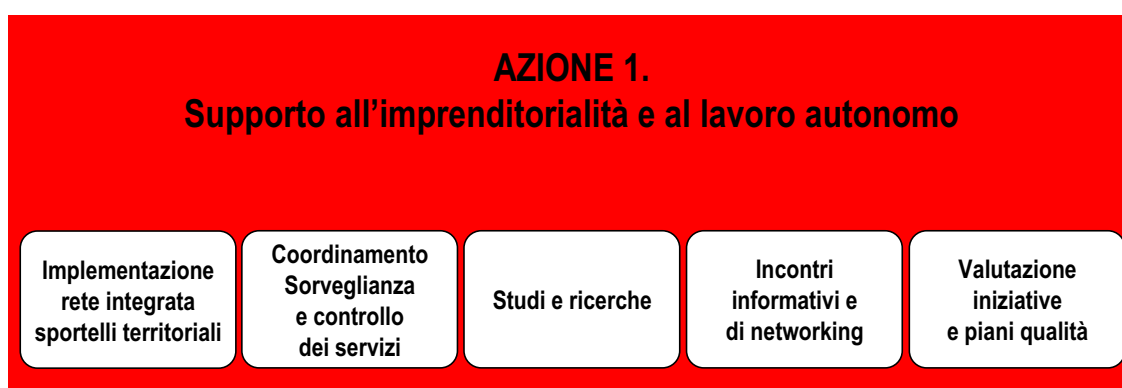 AZIONE 1.
Supporto all’imprenditorialità e al lavoro autonomo
Implementazione
rete integrata
sportelli territoriali
Coordinamento
Sorveglianza
e controllo
dei servizi
Studi e ricerche
Incontri
informativi e
di networking
Valutazione
iniziative
e piani qualità